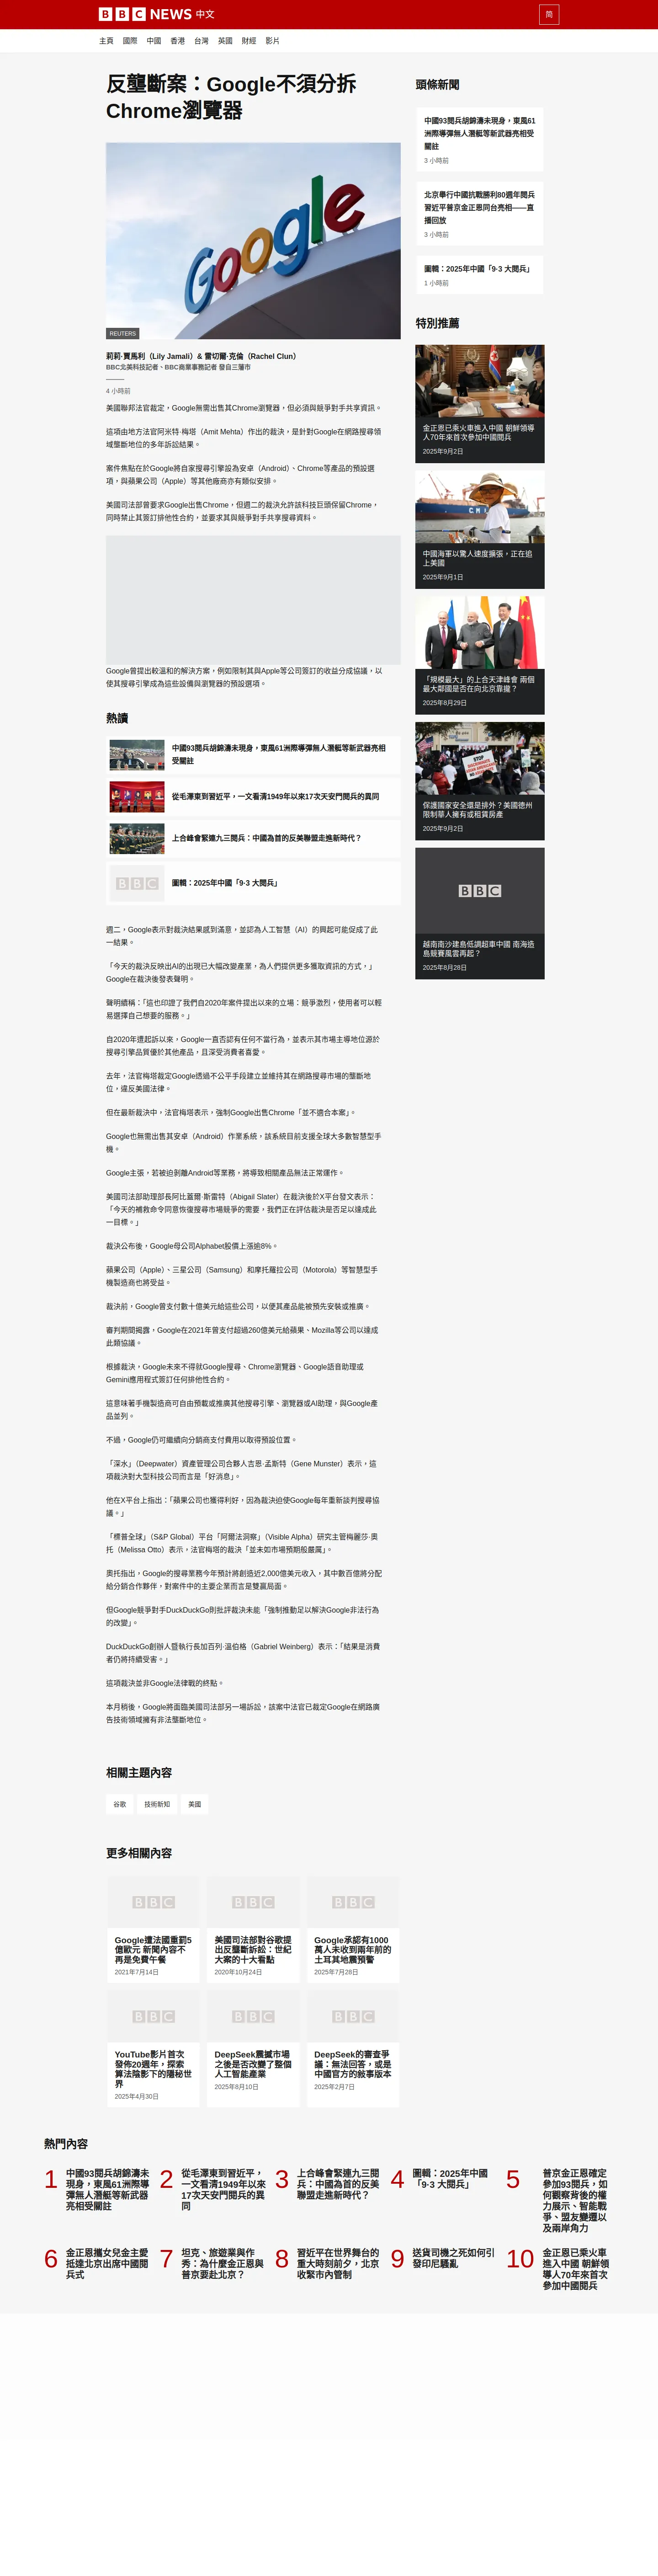 BBC NEWS 中文
简
主頁 國際 中國 香港 台灣 英國 財經 影片
反壟斷案：Google不須分拆
Chrome瀏覽器
Google
REUTERS
莉莉·賈馬利（Lily Jamali）& 雷切爾·克倫（Rachel Clun）
BBC北美科技記者、BBC商業事務記者 發自三藩市
4 小時前
美國聯邦法官裁定，Google無需出售其Chrome瀏覽器，但必須與競爭對手共享資訊。
這項由地方法官阿米特·梅塔（Amit Mehta）作出的裁決，是針對Google在網路搜尋領
域壟斷地位的多年訴訟結果。
案件焦點在於Google將自家搜尋引擎設為安卓（Android）、Chrome等產品的預設選
項，與蘋果公司（Apple）等其他廠商亦有類似安排。
美國司法部曾要求Google出售Chrome，但週二的裁決允許該科技巨頭保留Chrome，
同時禁止其簽訂排他性合約，並要求其與競爭對手共享搜尋資料。
Google曾提出較溫和的解決方案，例如限制其與Apple等公司簽訂的收益分成協議，以
使其搜尋引擎成為這些設備與瀏覽器的預設選項。
熱讀
中國93閱兵胡錦濤未現身，東風61洲際導彈無人潛艇等新武器亮相
受關註
從毛澤東到習近平，一文看清1949年以來17次天安門閱兵的異同
上合峰會緊連九三閱兵：中國為首的反美聯盟走進新時代？
圖輯：2025年中國「9·3 大閱兵」
週二，Google表示對裁決結果感到滿意，並認為人工智慧（AI）的興起可能促成了此
一結果。
「今天的裁決反映出AI的出現已大幅改變產業，為人們提供更多獲取資訊的方式，」
Google在裁決後發表聲明。
聲明續稱：「這也印證了我們自2020年案件提出以來的立場：競爭激烈，使用者可以輕
易選擇自己想要的服務。」
自2020年遭起訴以來，Google一直否認有任何不當行為，並表示其市場主導地位源於
搜尋引擎品質優於其他產品，且深受消費者喜愛。
去年，法官梅塔裁定Google透過不公平手段建立並維持其在網路搜尋市場的壟斷地
位，違反美國法律。
但在最新裁決中，法官梅塔表示，強制Google出售Chrome「並不適合本案」。
Google也無需出售其安卓（Android）作業系統，該系統目前支援全球大多數智慧型手
機。
Google主張，若被迫剝離Android等業務，將導致相關產品無法正常運作。
美國司法部助理部長阿比蓋爾·斯雷特（Abigail Slater）在裁決後於X平台發文表示：
「今天的補救命令同意恢復搜尋市場競爭的需要，我們正在評估裁決是否足以達成此
一目標。」
裁決公布後，Google母公司Alphabet股價上漲逾8%。
蘋果公司（Apple）、三星公司（Samsung）和摩托羅拉公司（Motorola）等智慧型手
機製造商也將受益。
裁決前，Google曾支付數十億美元給這些公司，以便其產品能被預先安裝或推廣。
審判期間揭露，Google在2021年曾支付超過260億美元給蘋果、Mozilla等公司以達成
此類協議。
根據裁決，Google未來不得就Google搜尋、Chrome瀏覽器、Google語音助理或
Gemini應用程式簽訂任何排他性合約。
這意味著手機製造商可自由預載或推廣其他搜尋引擎、瀏覽器或AI助理，與Google產
品並列。
不過，Google仍可繼續向分銷商支付費用以取得預設位置。
「深水」（Deepwater）資產管理公司合夥人吉恩·孟斯特（Gene Munster）表示，這
項裁決對大型科技公司而言是「好消息」。
他在X平台上指出：「蘋果公司也獲得利好，因為裁決迫使Google每年重新談判搜尋協
議。」
「標普全球」（S&P Global）平台「阿爾法洞察」（Visible Alpha）研究主管梅麗莎·奧
托（Melissa Otto）表示，法官梅塔的裁決「並未如市場預期般嚴厲」。
奧托指出，Google的搜尋業務今年預計將創造近2,000億美元收入，其中數百億將分配
給分銷合作夥伴，對案件中的主要企業而言是雙贏局面。
但Google競爭對手DuckDuckGo則批評裁決未能「強制推動足以解決Google非法行為
的改變」。
DuckDuckGo創辦人暨執行長加百列·溫伯格（Gabriel Weinberg）表示：「結果是消費
者仍將持續受害。」
這項裁決並非Google法律戰的終點。
本月稍後，Google將面臨美國司法部另一場訴訟，該案中法官已裁定Google在網路廣
告技術領域擁有非法壟斷地位。
相關主題內容
谷歌 技術新知 美國
更多相關內容
Google遭法國重罰5
億歐元 新聞內容不
再是免費午餐
2021年7月14日
美國司法部對谷歌提
出反壟斷訴訟：世紀
大案的十大看點
2020年10月24日
Google承認有1000
萬人未收到兩年前的
土耳其地震預警
2025年7月28日
YouTube影片首次
發佈20週年，探索
算法陰影下的隱秘世
界
2025年4月30日
DeepSeek震撼市場
之後是否改變了整個
人工智能產業
2025年8月10日
DeepSeek的審查爭
議：無法回答，或是
中國官方的敍事版本
2025年2月7日
頭條新聞
中國93閱兵胡錦濤未現身，東風61
洲際導彈無人潛艇等新武器亮相受
關註
3 小時前
北京舉行中國抗戰勝利80週年閱兵
習近平普京金正恩同台亮相——直
播回放
3 小時前
圖輯：2025年中國「9·3 大閱兵」
1 小時前
特別推薦
金正恩已乘火車進入中國 朝鮮領導
人70年來首次參加中國閱兵
2025年9月2日
中國海軍以驚人速度擴張，正在追
上美國
2025年9月1日
「規模最大」的上合天津峰會 兩個
最大鄰國是否在向北京靠攏？
2025年8月29日
保護國家安全還是排外？美國德州
限制華人擁有或租賃房產
2025年9月2日
BBC
越南南沙建島低調超車中國 南海造
島競賽風雲再起？
2025年8月28日
熱門內容
1 中國93閱兵胡錦濤未
現身，東風61洲際導
彈無人潛艇等新武器
亮相受關註
2 從毛澤東到習近平，
一文看清1949年以來
17次天安門閱兵的異
同
3 上合峰會緊連九三閱
兵：中國為首的反美
聯盟走進新時代？
4 圖輯：2025年中國
「9·3 大閱兵」
5 普京金正恩確定
參加93閱兵，如
何觀察背後的權
力展示、智能戰
爭、盟友變遷以
及兩岸角力
6 金正恩攜女兒金主愛
抵達北京出席中國閱
兵式
7 坦克、旅遊業與作
秀：為什麼金正恩與
普京要赴北京？
8 習近平在世界舞台的
重大時刻前夕，北京
收緊市內管制
9 送貨司機之死如何引
發印尼騷亂
10 金正恩已乘火車
進入中國 朝鮮領
導人70年來首次
參加中國閱兵